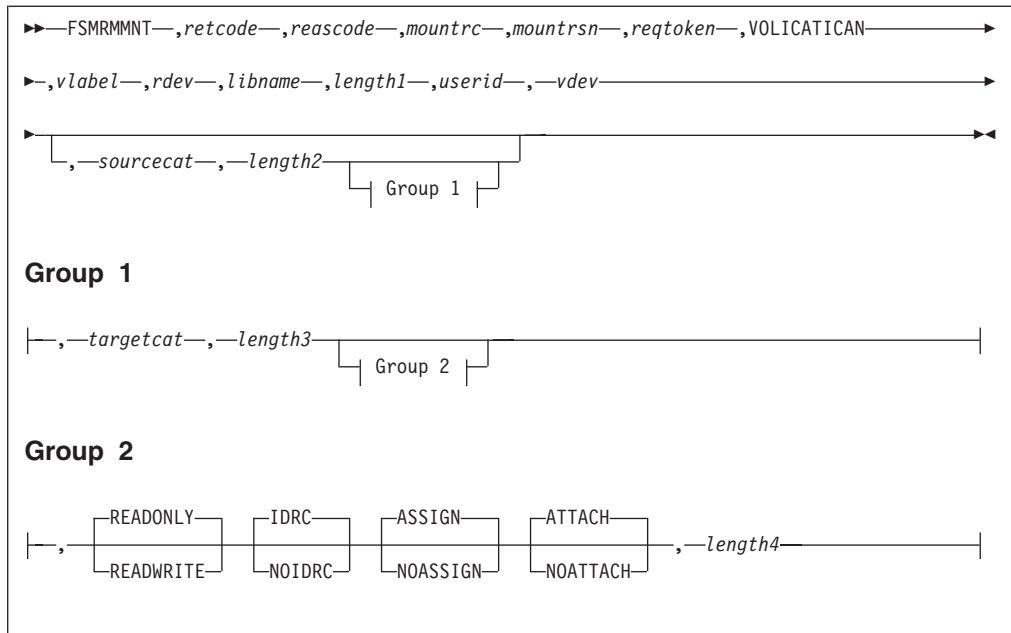 FSMRMMNT ,retcode ,reascode ,mountrc ,mountrsn ,reqtoken ,VOLICATICAN
,vlabel ,rdev ,libname ,length1 ,userid , vdev
, sourcecat , length2
Group 1
Group 1
, targetcat , length3
Group 2
Group 2
READONLY IDRC ASSIGN ATTACH
, , length4
READWRITE NOIDRC NOASSIGN NOATTACH